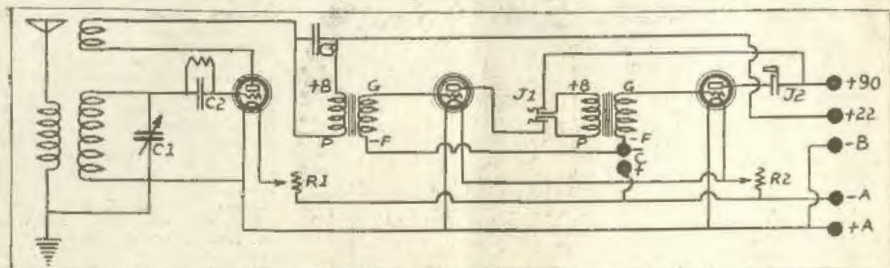 +B G
+B G
J1
J2
+90
+22
-B
-A
+A
C2
C1
P -F
P -F
- C +
R1
R2